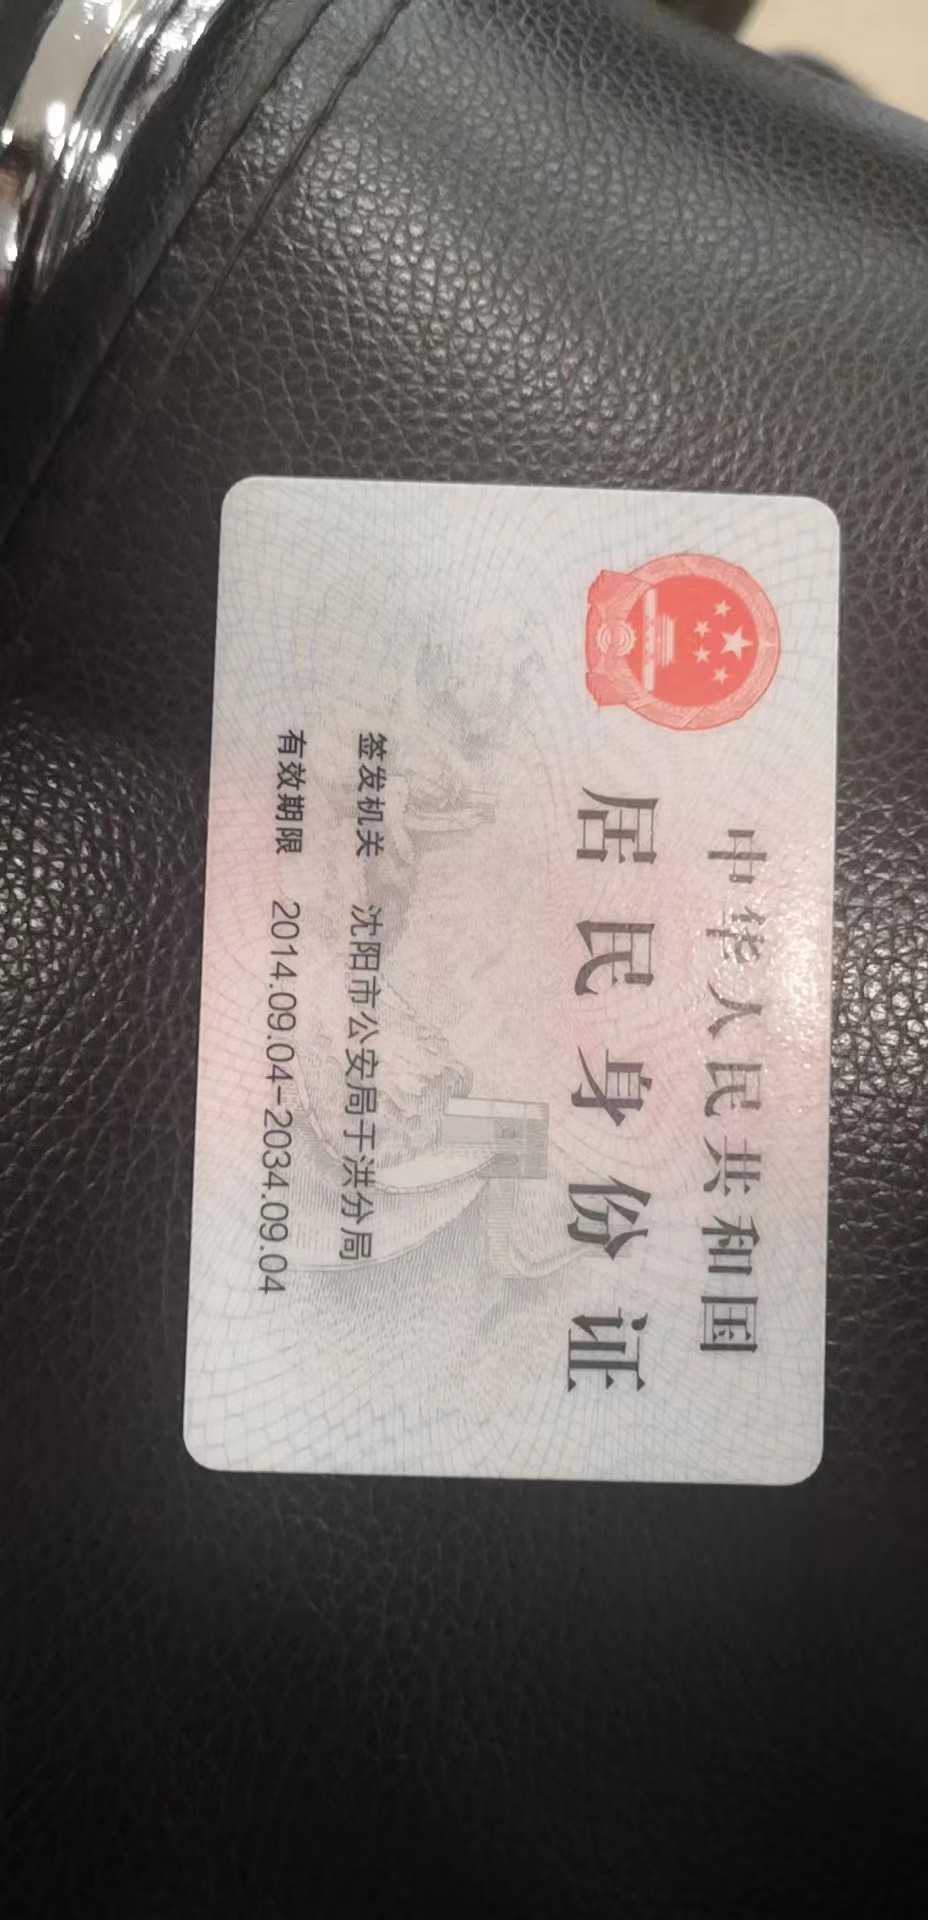 中华人民共和国
居民身份证
签发机关 沈阳市公安局于洪分局
有效期限 2014.09.04-2034.09.04